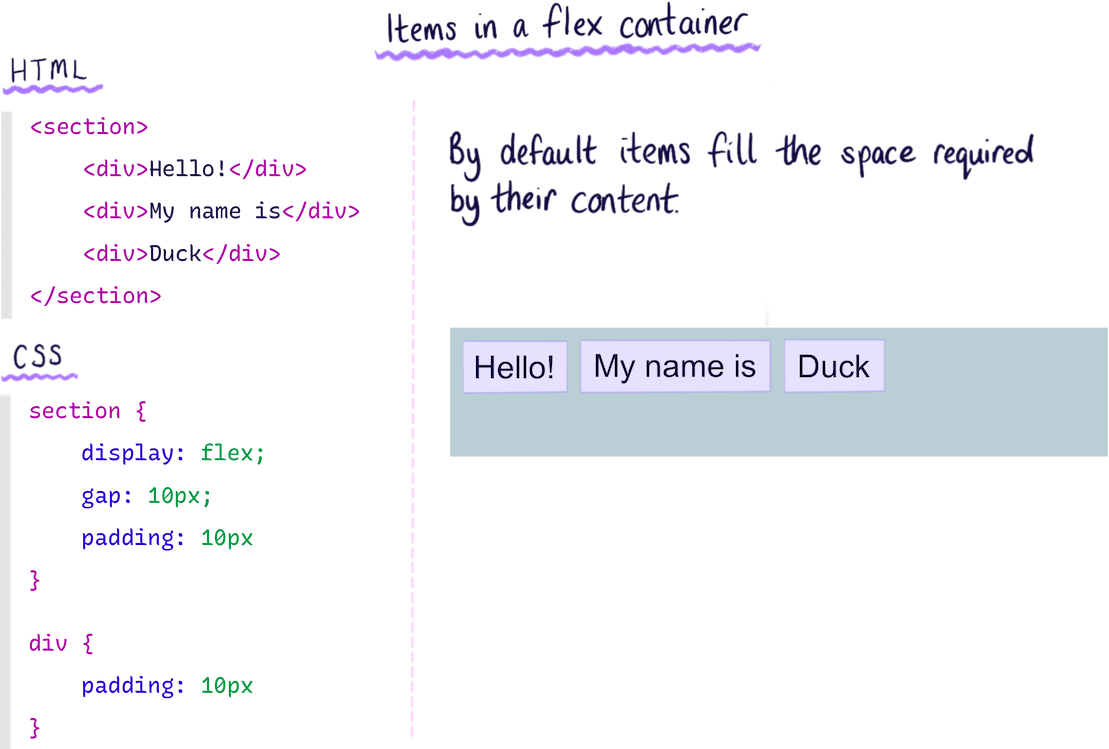 Items in a flex container
HTML
<section>
<div>Hello!</div>
<div>My name is</div>
<div>Duck</div>
</section>
CSS
section {
display: flex;
gap: 10px;
padding: 10px
}
div {
padding: 10px
}
By default items fill the space required
by their content.
Hello! My name is Duck